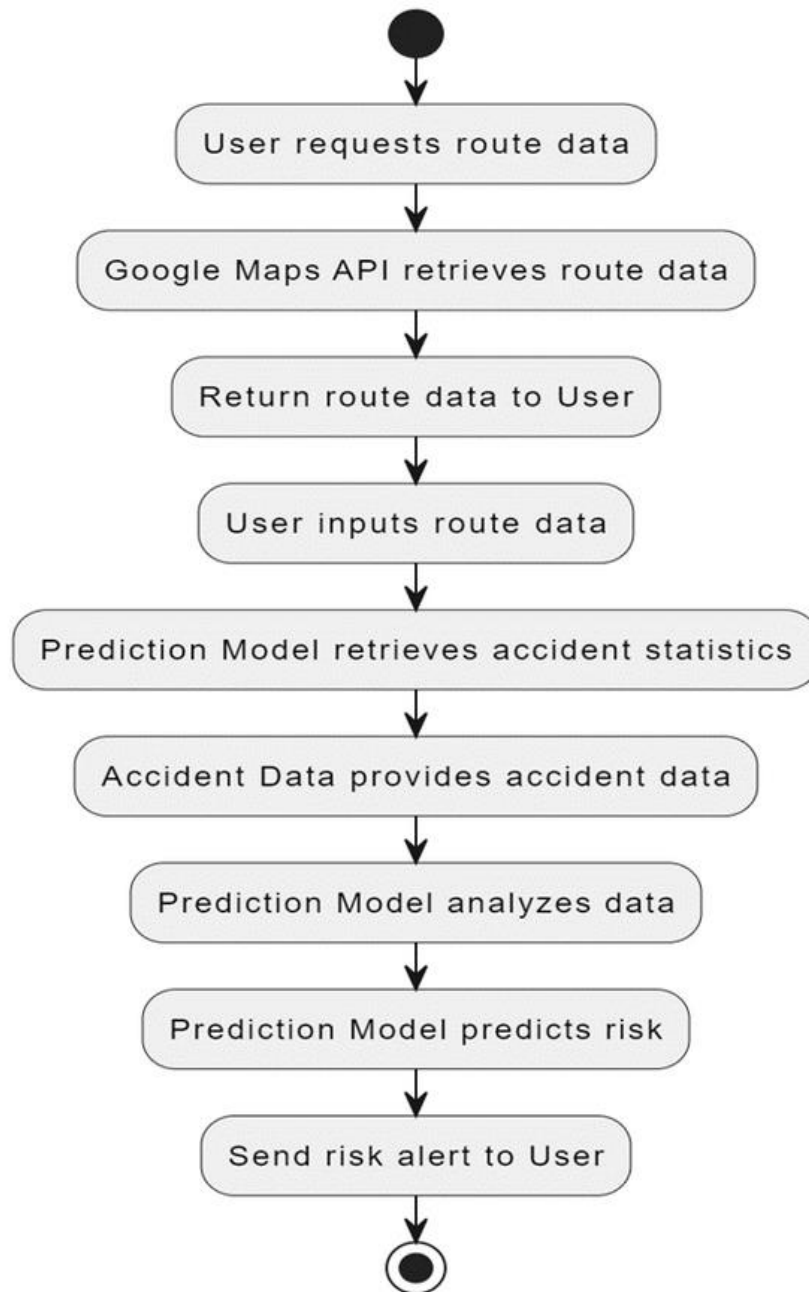 User requests route data
Google Maps API retrieves route data
Return route data to User
User inputs route data
Prediction Model retrieves accident statistics
Accident Data provides accident data
Prediction Model analyzes data
Prediction Model predicts risk
Send risk alert to User